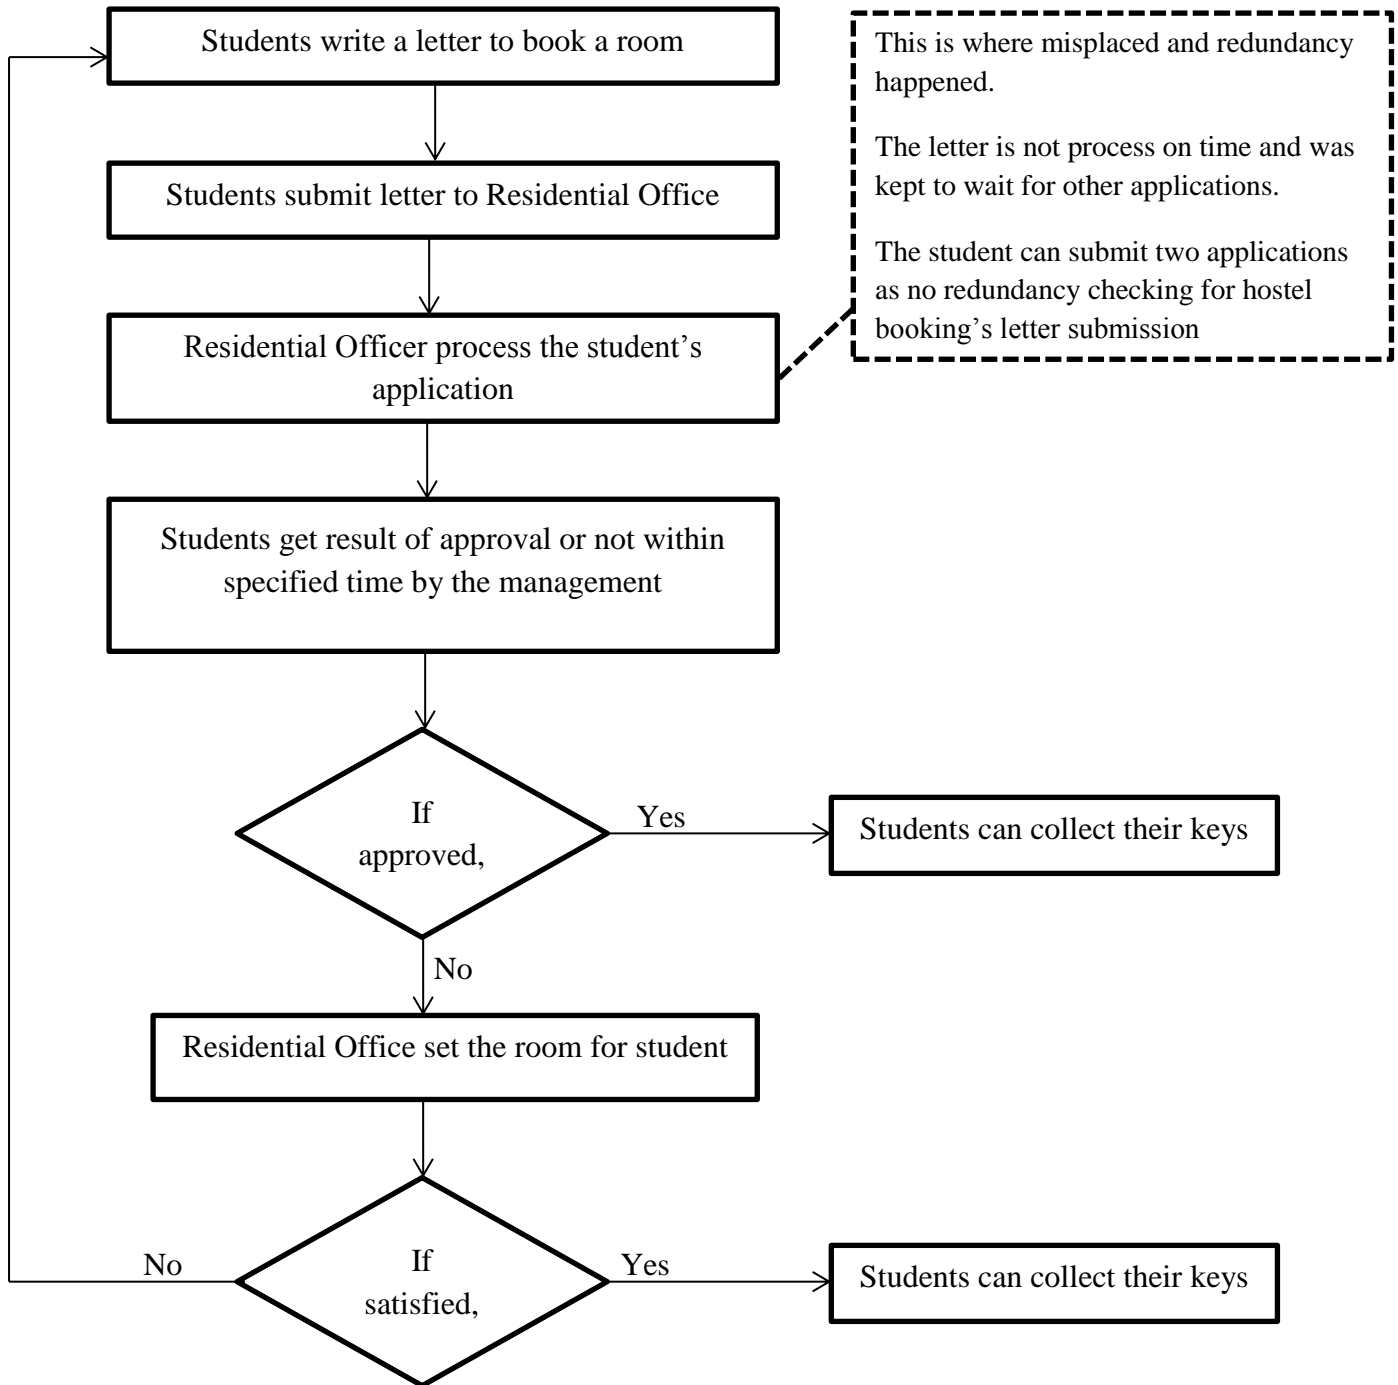 Students write a letter to book a room
Students submit letter to Residential Office
Residential Officer process the student's
application
This is where misplaced and redundancy
happened.
The letter is not process on time and was
kept to wait for other applications.
The student can submit two applications
as no redundancy checking for hostel
booking's letter submission
Students get result of approval or not within
specified time by the management
If
approved,
Yes
Students can collect their keys
No
Residential Office set the room for student
If
satisfied,
No
Yes
Students can collect their keys